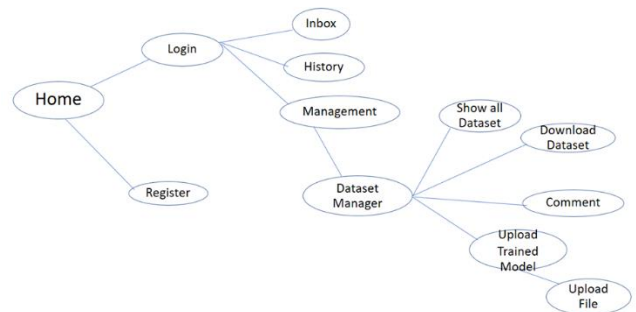 Inbox
Login
History
Home
Management
Show all
Dataset
Download
Dataset
Register
Dataset
Manager
Comment
Upload
Trained
Model
Upload
File